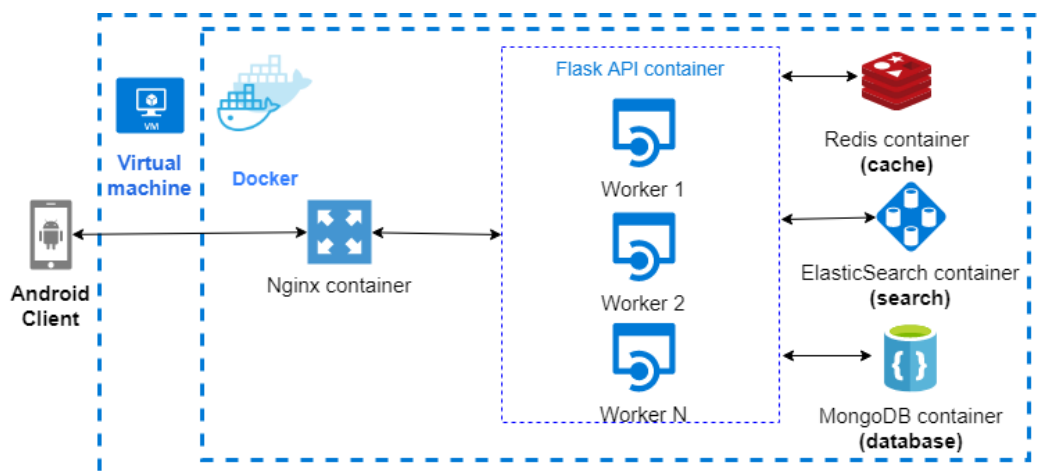 Flask API container
VM
Virtual
machine
Docker
Worker 1
Redis container
(cache)
Android
Client
Nginx container
Worker 2
ElasticSearch container
(search)
Worker N
{ }
MongoDB container
(database)